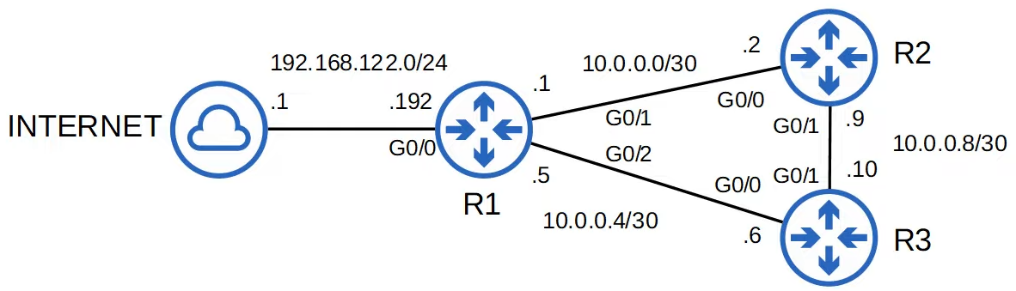 INTERNET
192.168.122.0/24
.1
.192
G0/0
R1
.1
10.0.0.0/30
.2
G0/1
G0/0
R2
G0/2
.5
10.0.0.4/30
G0/0
.6
G0/1
.9
10.0.0.8/30
G0/1
.10
R3